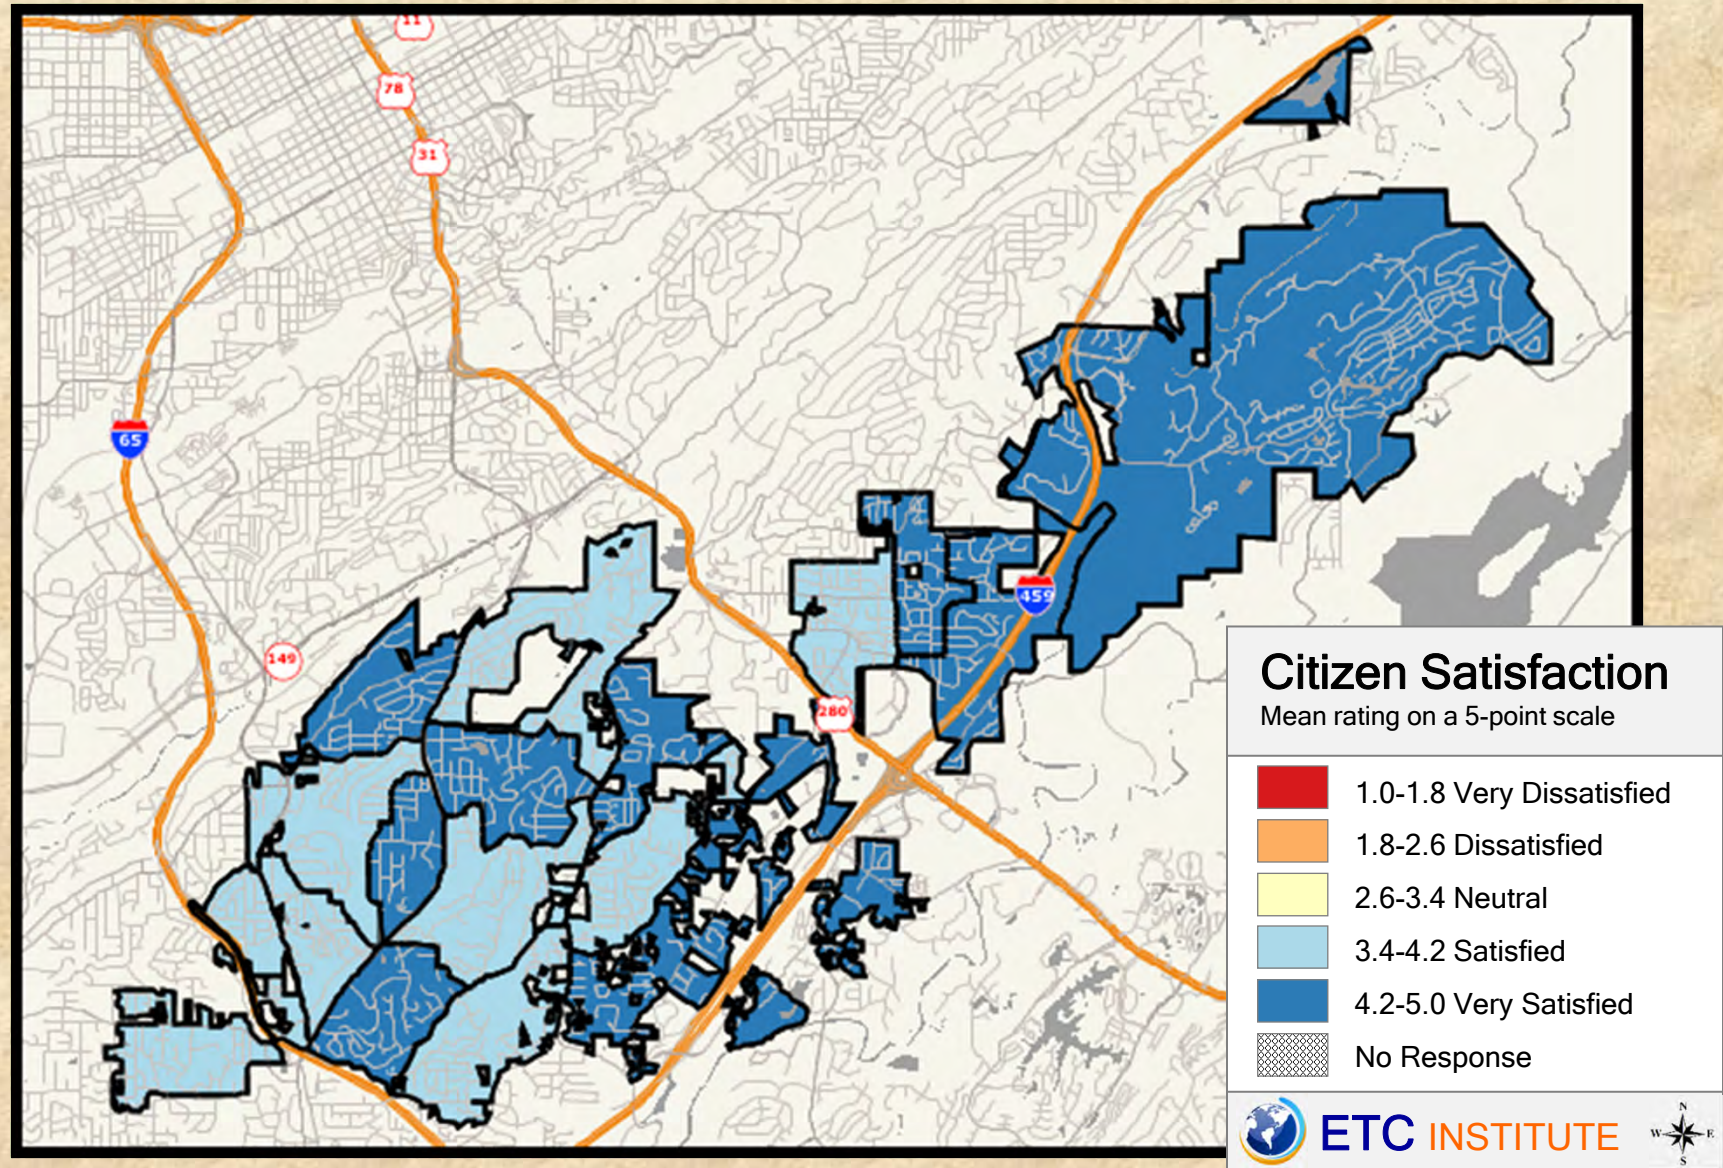 11
78
31
65
149
459
280
Citizen Satisfaction
Mean rating on a 5-point scale
1.0-1.8 Very Dissatisfied
1.8-2.6 Dissatisfied
2.6-3.4 Neutral
3.4-4.2 Satisfied
4.2-5.0 Very Satisfied
No Response
ETC INSTITUTE
N
W E
S